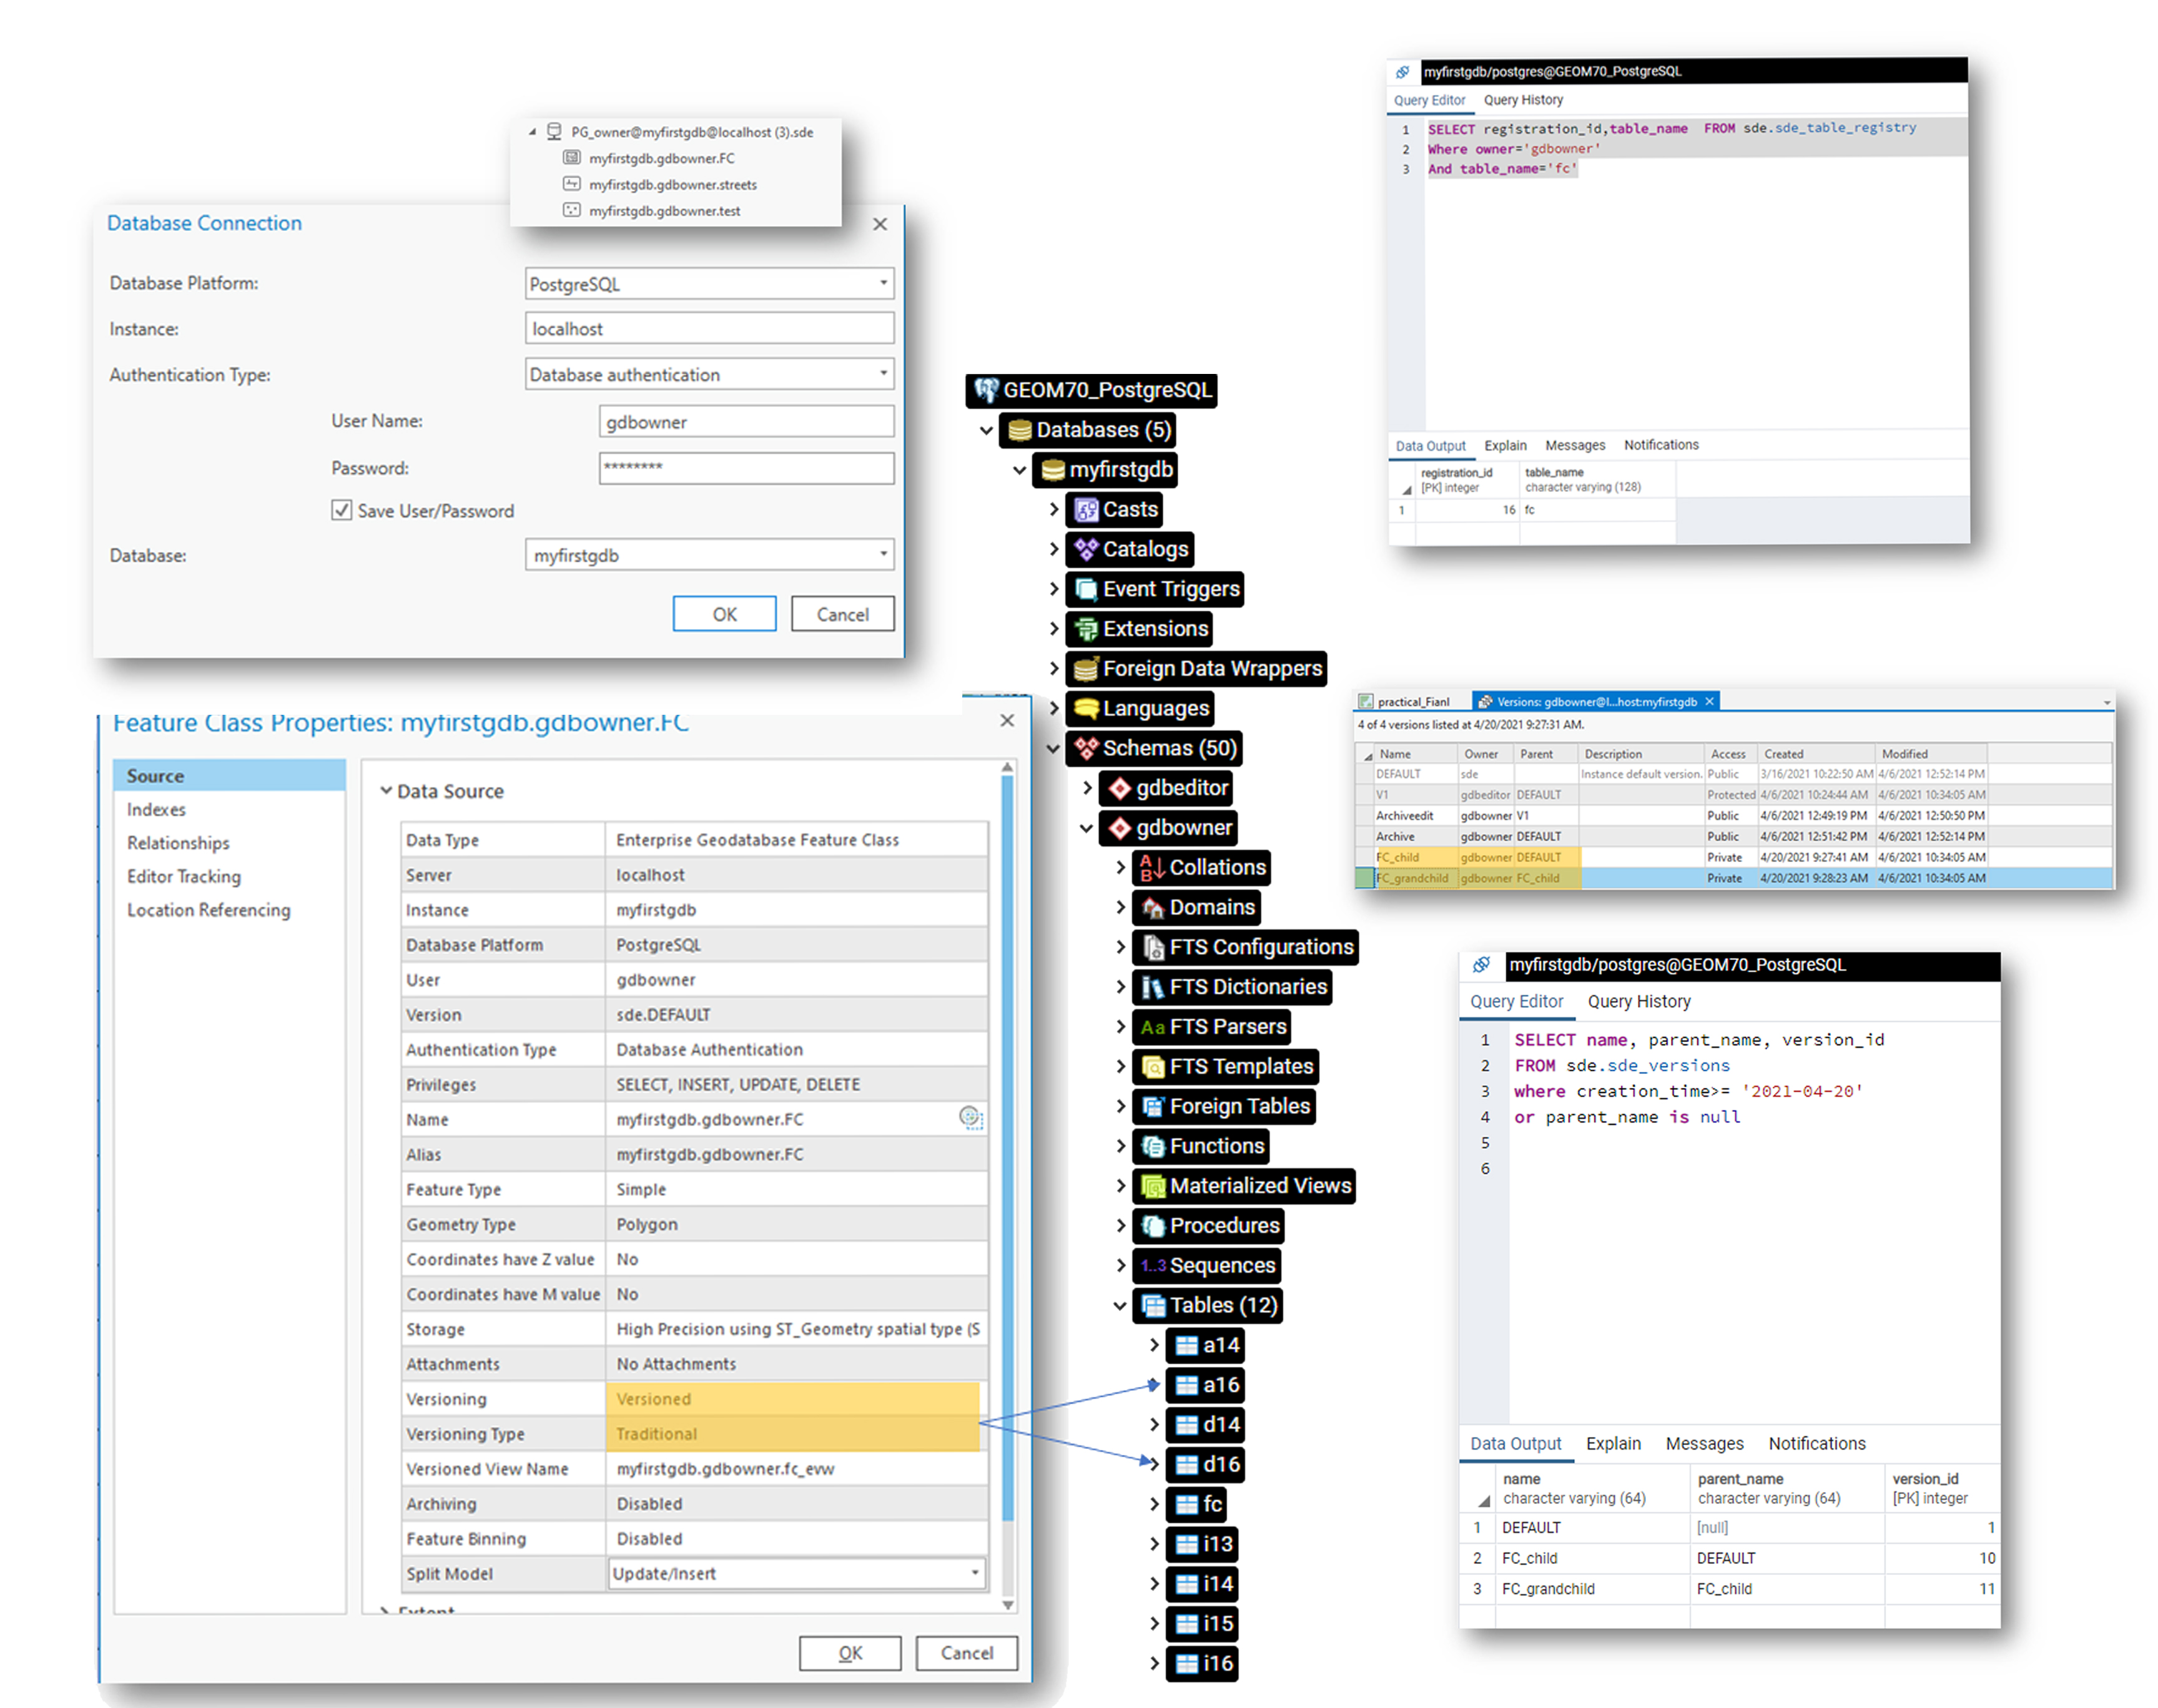 PG_owner@myfirstgdb@localhost (3).sde
myfirstgdb.gdbowner.FC
myfirstgdb.gdbowner.streets
myfirstgdb.gdbowner.test
Database Connection
Database Platform: PostgreSQL
Instance: localhost
Authentication Type: Database authentication
User Name: gdbowner
Password: ********
Save User/Password
Database: myfirstgdb
OK Cancel
Feature Class Properties: myfirstgdb.gdbowner.FC
Source
Indexes
Relationships
Editor Tracking
Location Referencing
Data Source
Data Type Enterprise Geodatabase Feature Class
Server localhost
Instance myfirstgdb
Database Platform PostgreSQL
User gdbowner
Version sde.DEFAULT
Authentication Type Database Authentication
Privileges SELECT, INSERT, UPDATE, DELETE
Name myfirstgdb.gdbowner.FC
Alias myfirstgdb.gdbowner.FC
Feature Type Simple
Geometry Type Polygon
Coordinates have Z value No
Coordinates have M value No
Storage High Precision using ST_Geometry spatial type (S
Attachments No Attachments
Versioning Versioned
Versioning Type Traditional
Versioned View Name myfirstgdb.gdbowner.fc_evw
Archiving Disabled
Feature Binning Disabled
Split Model Update/Insert
Extent
OK Cancel
GEOM70_PostgreSQL
Databases (5)
myfirstgdb
Casts
Catalogs
Event Triggers
Extensions
Foreign Data Wrappers
Languages
Schemas (50)
gdbeditor
gdbowner
Collations
Domains
FTS Configurations
FTS Dictionaries
Aa FTS Parsers
FTS Templates
Foreign Tables
Functions
Materialized Views
Procedures
1..3 Sequences
Tables (12)
a14
a16
d14
d16
fc
i13
i14
i15
i16
myfirstgdb/postgres@GEOM70_PostgreSQL
Query Editor Query History
1 SELECT registration_id,table_name FROM sde.sde_table_registry
2 Where owner='gdbowner'
3 And table_name='fc'
Data Output Explain Messages Notifications
registration_id table_name
[PK] integer character varying (128)
1 16 fc
practical_Fianl Versions: gdbowner@l...host:myfirstgdb
4 of 4 versions listed at 4/20/2021 9:27:31 AM.
Name Owner Parent Description Access Created Modified
DEFAULT sde Instance default version. Public 3/16/2021 10:22:50 AM 4/6/2021 12:52:14 PM
V1 gdbeditor DEFAULT Protected 4/6/2021 10:24:44 AM 4/6/2021 10:34:05 AM
Archiveedit gdbowner V1 Public 4/6/2021 12:49:19 PM 4/6/2021 12:50:50 PM
Archive gdbowner DEFAULT Public 4/6/2021 12:51:42 PM 4/6/2021 12:52:14 PM
FC_child gdbowner DEFAULT Private 4/20/2021 9:27:41 AM 4/6/2021 10:34:05 AM
FC_grandchild gdbowner FC_child Private 4/20/2021 9:28:23 AM 4/6/2021 10:34:05 AM
myfirstgdb/postgres@GEOM70_PostgreSQL
Query Editor Query History
1 SELECT name, parent_name, version_id
2 FROM sde.sde_versions
3 where creation_time>= '2021-04-20'
4 or parent_name is null
5
6
Data Output Explain Messages Notifications
name parent_name version_id
character varying (64) character varying (64) [PK] integer
1 DEFAULT [null] 1
2 FC_child DEFAULT 10
3 FC_grandchild FC_child 11